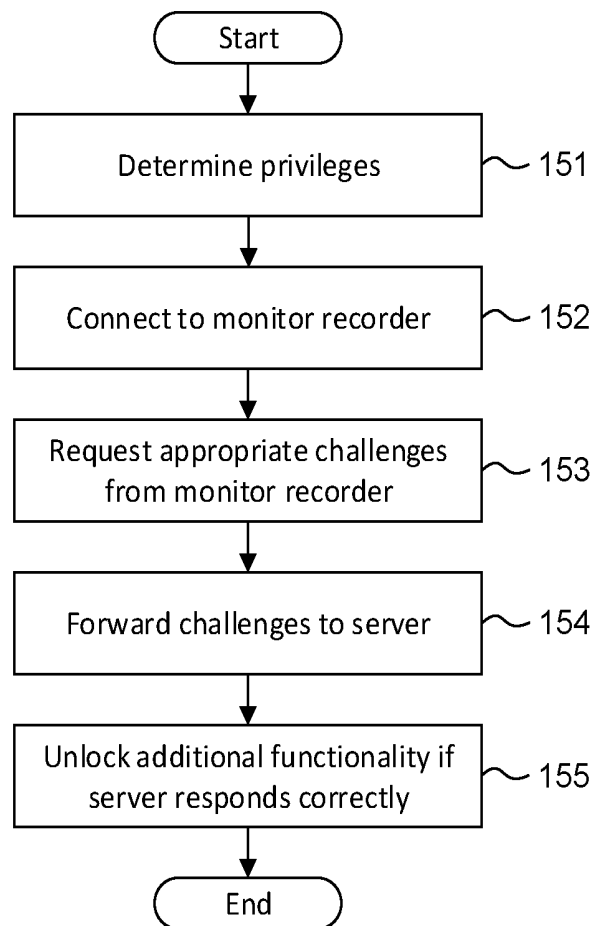 Start
Determine privileges
151
Connect to monitor recorder
152
Request appropriate challenges
from monitor recorder
153
Forward challenges to server
154
Unlock additional functionality if
server responds correctly
155
End